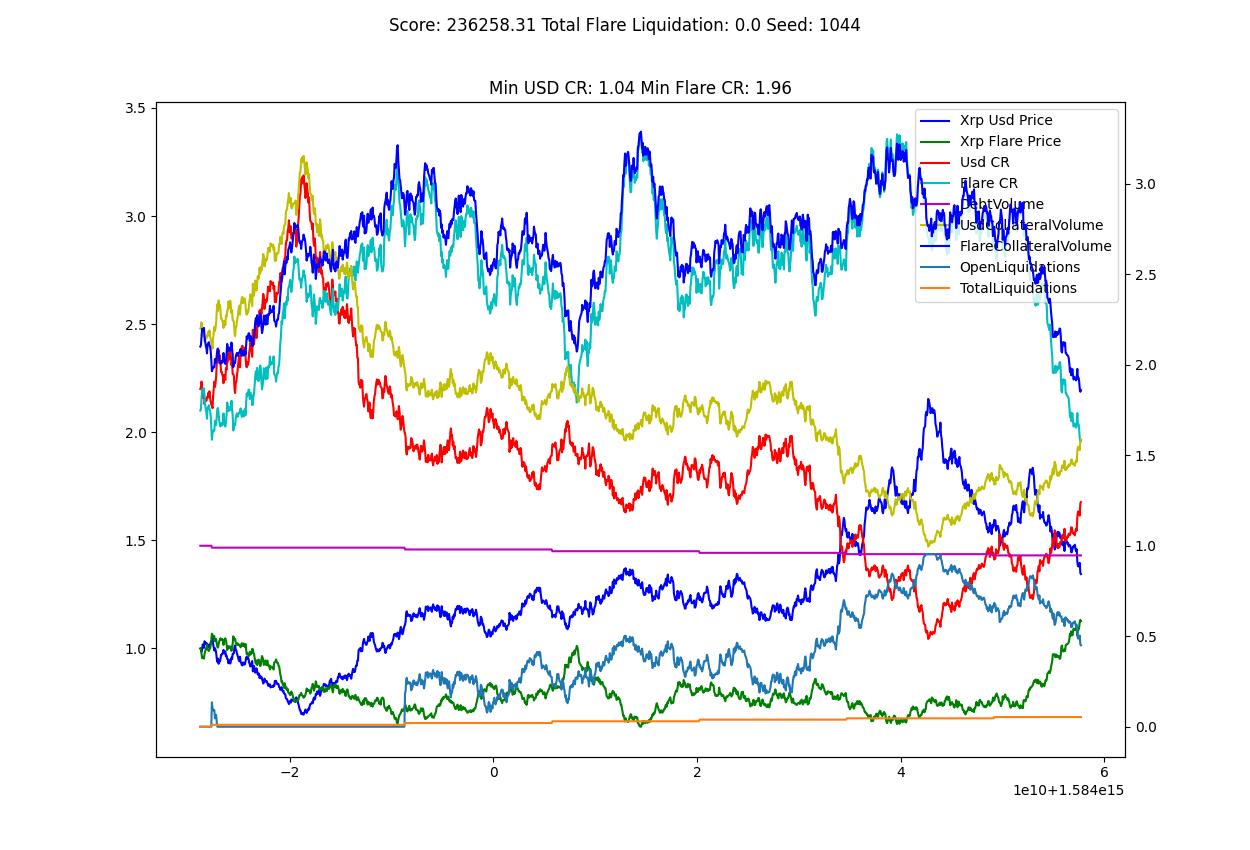 Score: 236258.31 Total Flare Liquidation: 0.0 Seed: 1044
Min USD CR: 1.04 Min Flare CR: 1.96
3.5
3.0
2.5
2.0
1.5
1.0
3.0
2.5
2.0
1.5
1.0
0.5
0.0
Xrp Usd Price
Xrp Flare Price
Usd CR
Flare CR
DebtVolume
UsdCollateralVolume
FlareCollateralVolume
OpenLiquidations
TotalLiquidations
−2 0 2 4 6
1e10+1.584e15